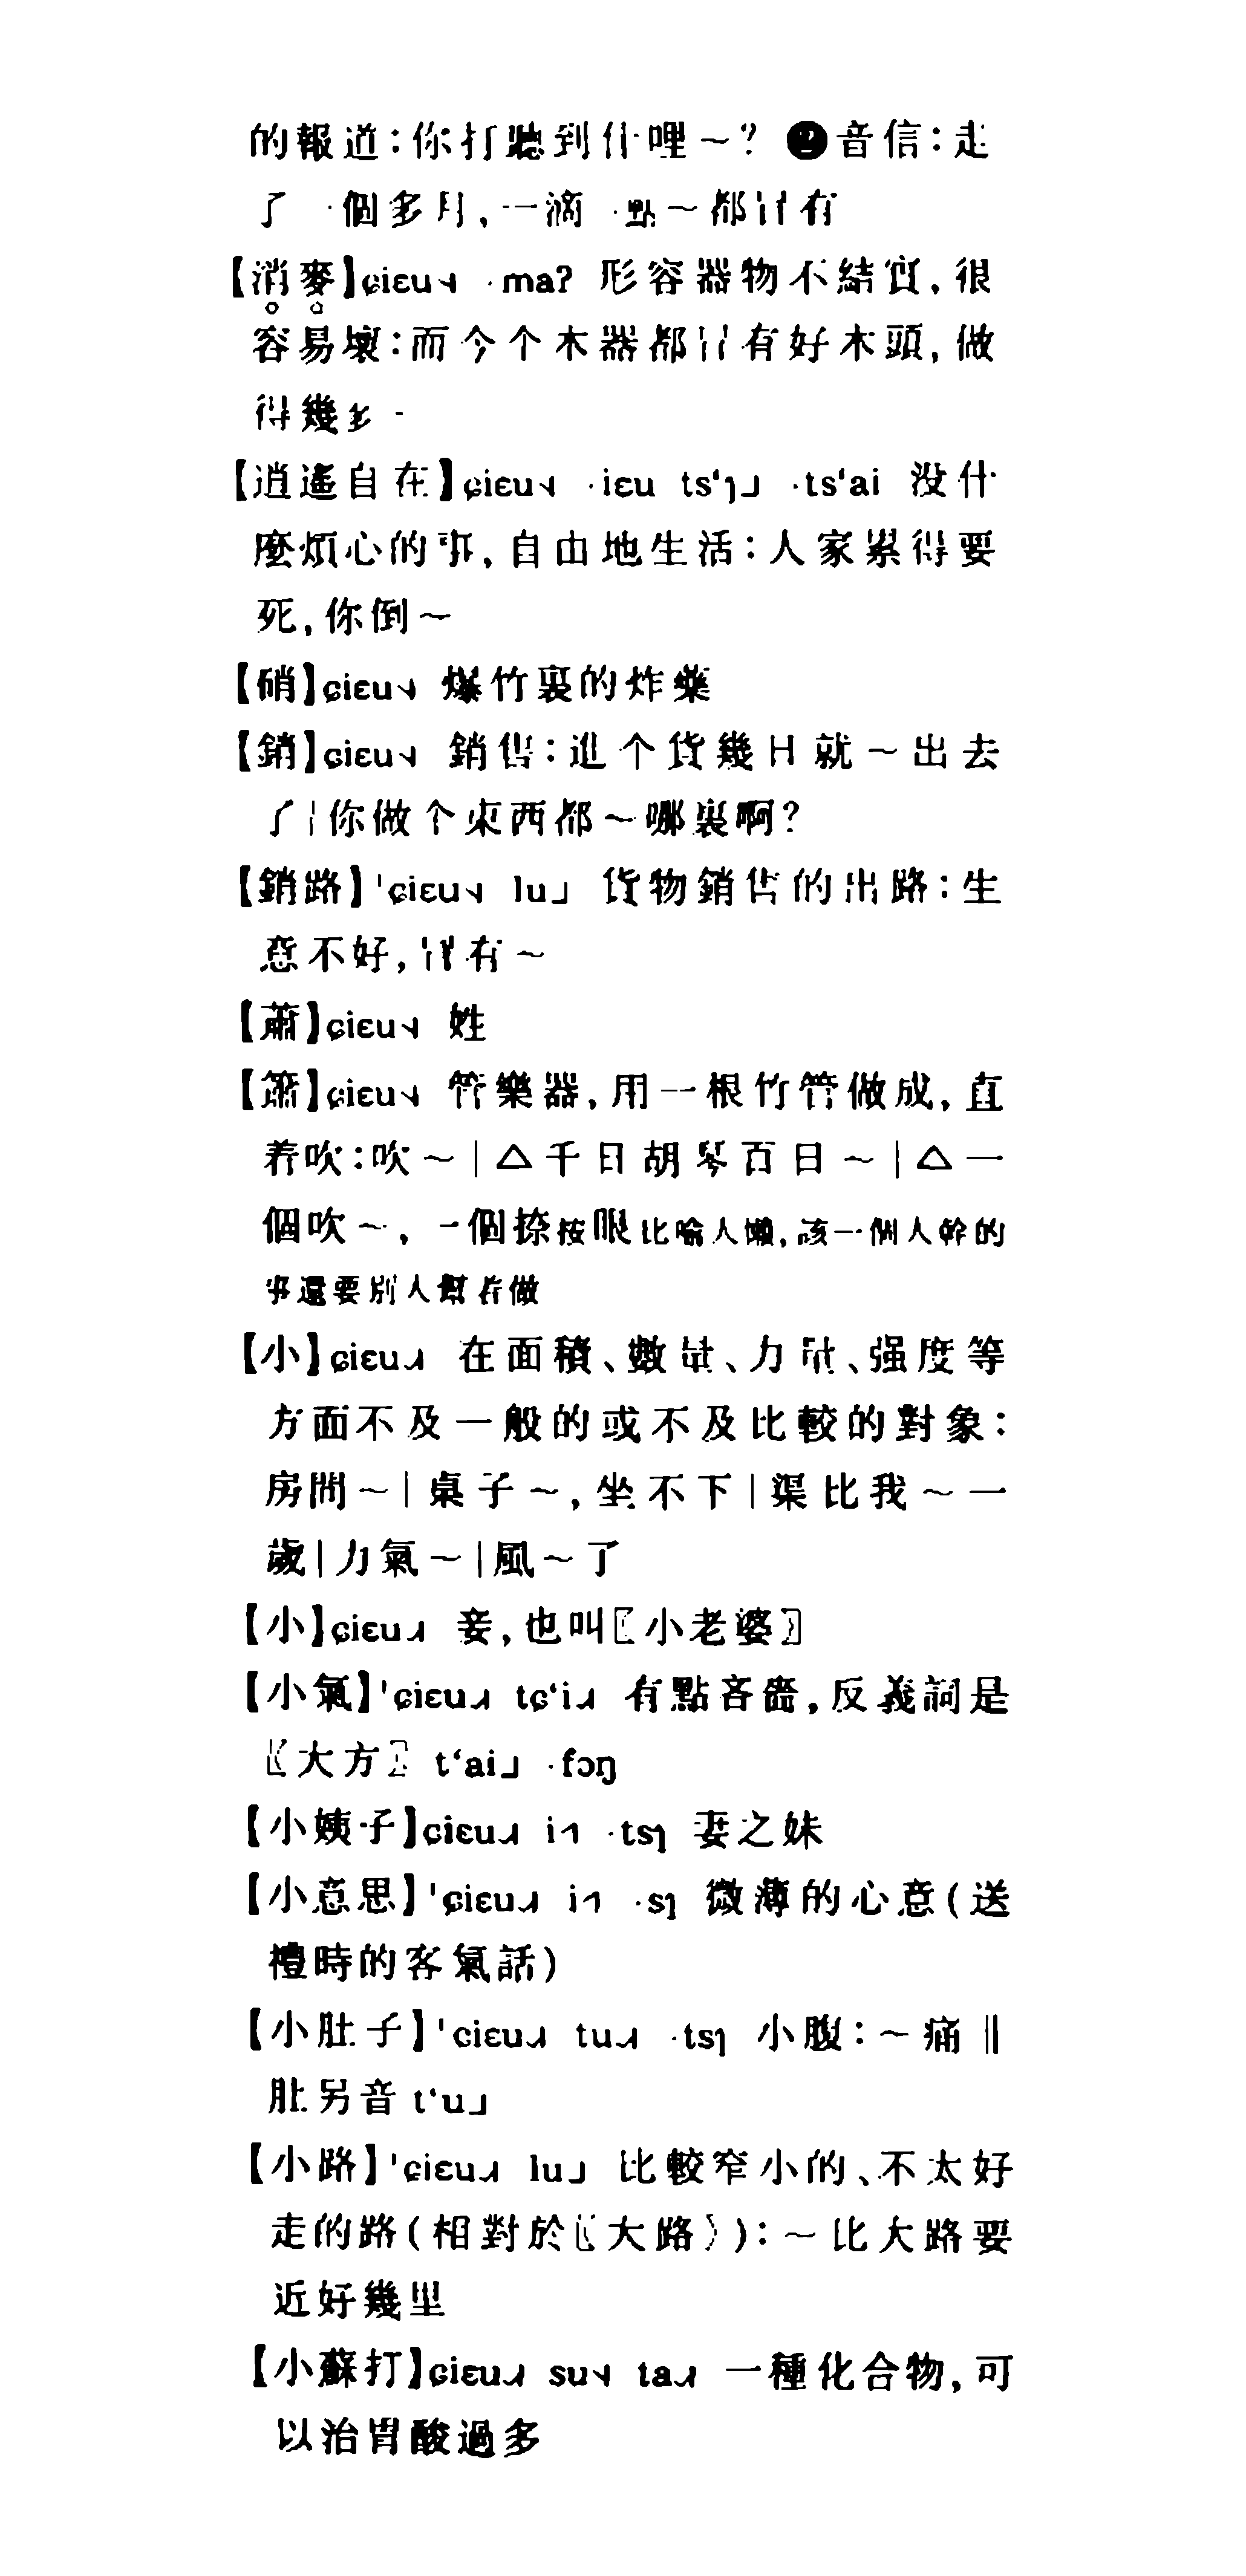 的報道：你打聽到什哩～？ ❷音信：走
了一個多月，一滴一點～都冇有
【消麥】ɕiɛu˧˨ ·maʔ 形容器物不結實，很
容易壞：而今个木器都冇有好木頭，做
得幾多～
【逍遙自在】ɕiɛu˧˨ ·iɛu tsʻɿ˩ ·tsʻai 没什
麼煩心的事，自由地生活：人家累得要
死，你倒～
【硝】ɕiɛu˧˨ 爆竹裏的炸藥
【銷】ɕiɛu˧˨ 銷售：進个貨幾日就～出去
了｜你做个東西都～哪裏啊？
【銷路】ˈɕiɛu˧˨ lu˩ 貨物銷售的出路：生
意不好，冇有～
【蕭】ɕiɛu˧˨ 姓
【簫】ɕiɛu˧˨ 管樂器，用一根竹管做成，直
着吹：吹～｜△千日胡琴百日～｜△一
個吹～，一個捺按眼比喻人懶，該一個人幹的
事還要別人幫着做
【小】ɕiɛu˨˩˧ 在面積、數量、力量、强度等
方面不及一般的或不及比較的對象：
房間～｜桌子～，坐不下｜渠比我～一
歲｜力氣～｜風～了
【小】ɕiɛu˨˩˧ 妾，也叫〖小老婆〗
【小氣】ˈɕiɛu˨˩˧ tɕʻi˨˩˧ 有點吝嗇，反義詞是
〖大方〗 tʻai˩ ·fɔŋ
【小姨子】ɕiɛu˨˩˧ i˧˥ ·tsɿ 妻之妹
【小意思】ˈɕiɛu˨˩˧ i˧˥ ·sɿ 微薄的心意（送
禮時的客氣話）
【小肚子】ˈɕiɛu˨˩˧ tu˨˩˧ ·tsɿ 小腹：～痛‖
肚另音 tʻu˩
【小路】ˈɕiɛu˨˩˧ lu˩ 比較窄小的、不太好
走的路（相對於〖大路〗）：～比大路要
近好幾里
【小蘇打】ɕiɛu˨˩˧ su˧˨ ta˨˩˧ 一種化合物，可
以治胃酸過多